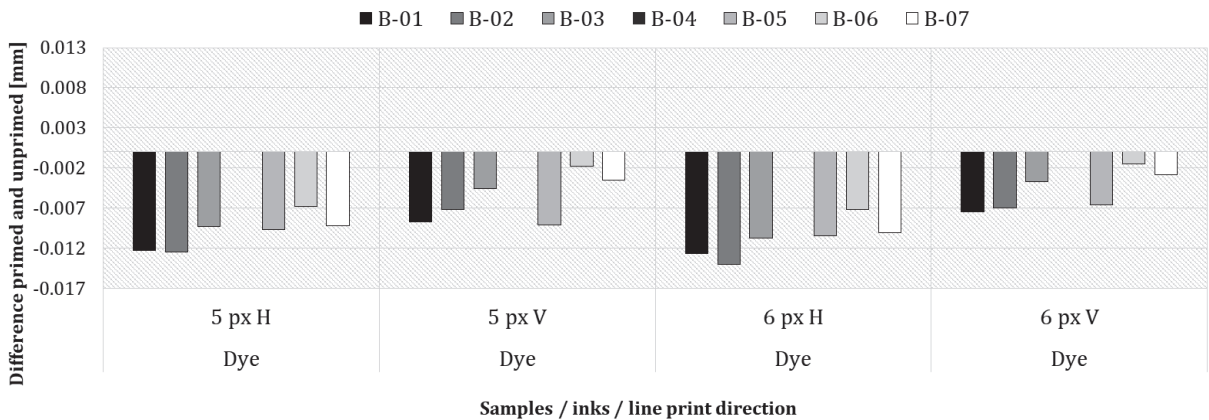 B-01 B-02 B-03 B-04 B-05 B-06 B-07
Difference primed and unprimed [mm]
0.013
0.008
0.003
-0.002
-0.007
-0.012
-0.017
5 px H 5 px V 6 px H 6 px V
Dye Dye Dye Dye
Samples / inks / line print direction